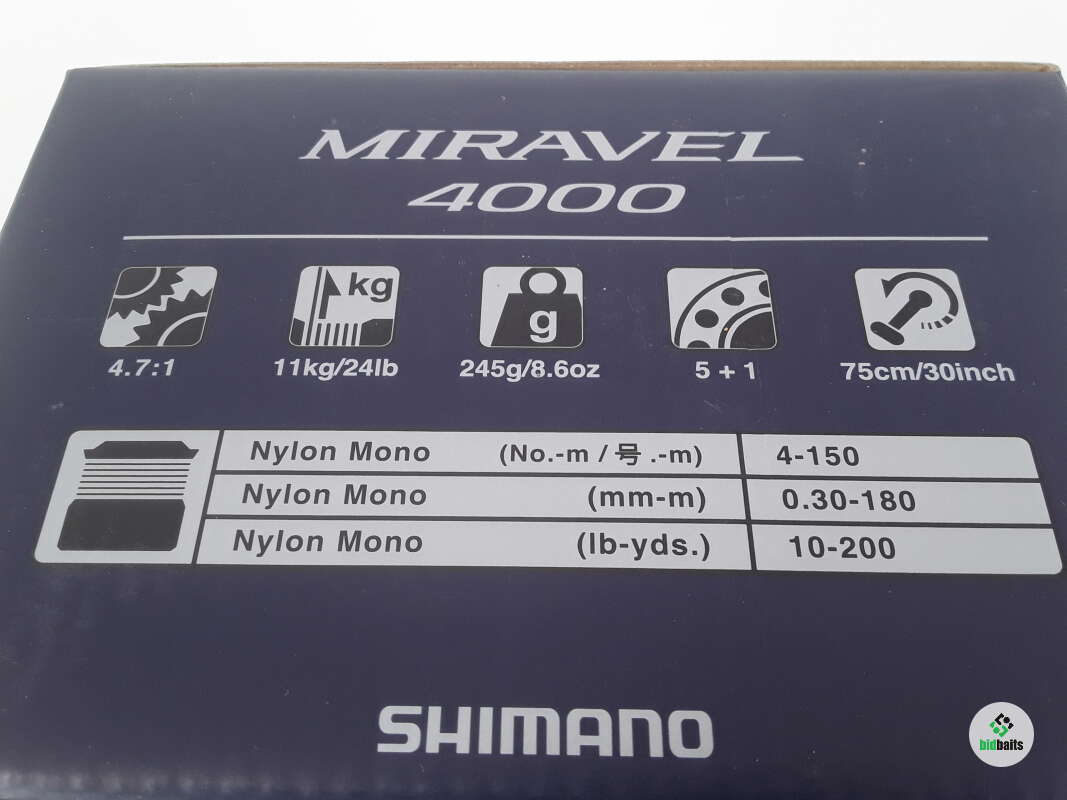 MIRAVEL
4000
kg
g
4.7:1 11kg/24lb 245g/8.6oz 5 + 1 75cm/30inch
Nylon Mono (No.-m / 号 .-m) 4-150
Nylon Mono (mm-m) 0.30-180
Nylon Mono (lb-yds.) 10-200
SHIMANO
bidbaits